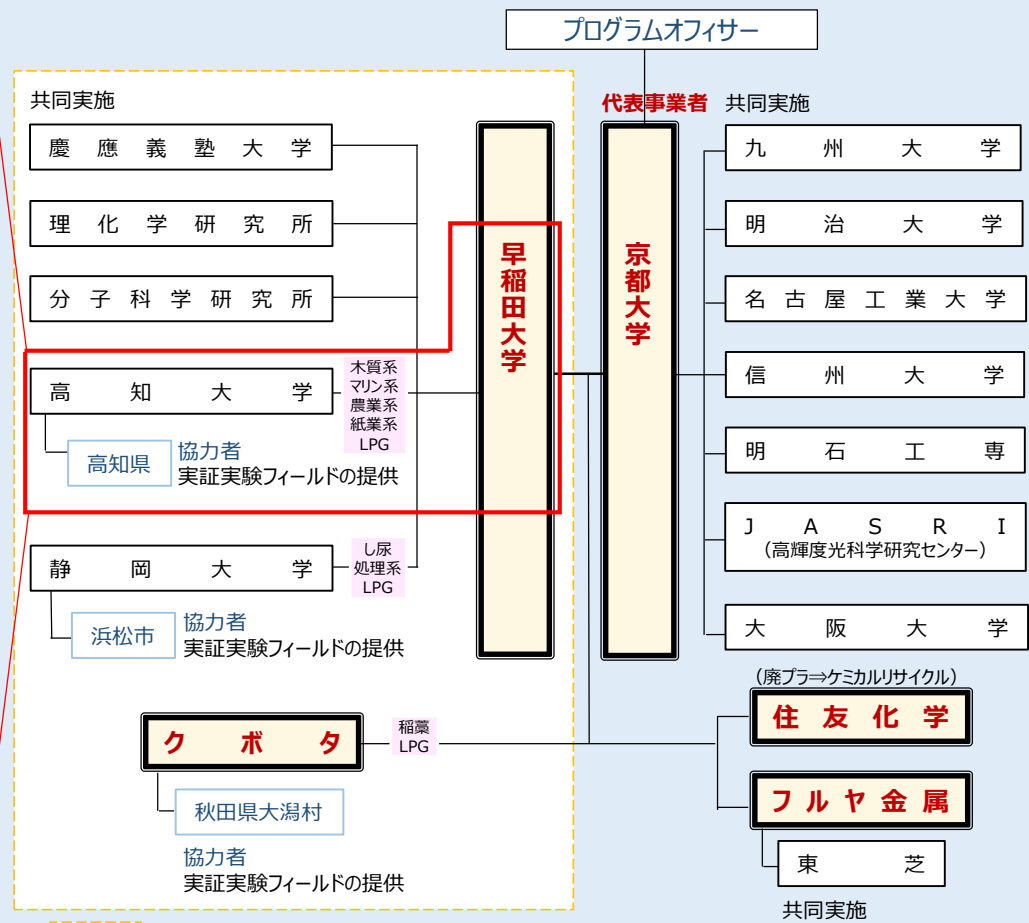 プログラムオフィサー
共同実施
慶應義塾大学
理化学研究所
分子科学研究所
高知大学
木質系
マリン系
農業系
紙業系
LPG
高知県
協力者
実証実験フィールドの提供
静岡大学
し尿
処理系
LPG
浜松市
協力者
実証実験フィールドの提供
早稲田大学
代表事業者
京都大学
共同実施
九州大学
明治大学
名古屋工業大学
信州大学
明石工専
JASRI
(高輝度光科学研究センター)
大阪大学
クボタ
稲藁
LPG
秋田県大潟村
協力者
実証実験フィールドの提供
(廃プラ⇒ケミカルリサイクル)
住友化学
フルヤ金属
東芝
共同実施